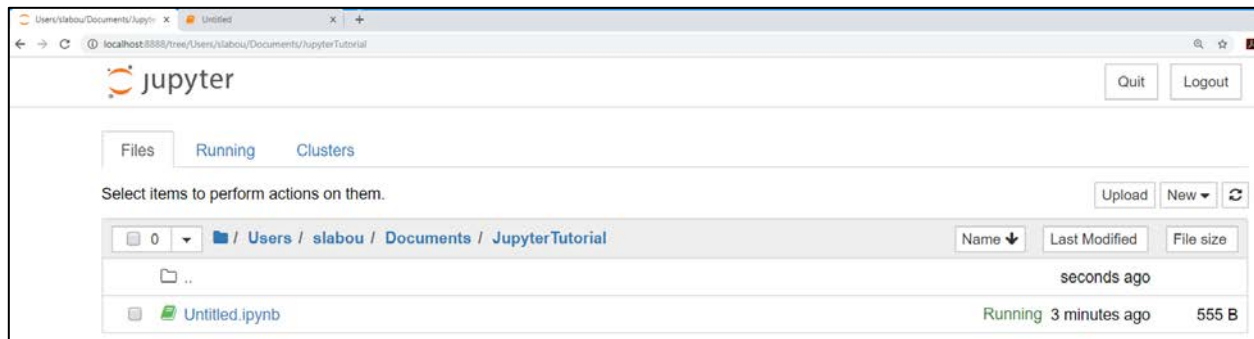 Users/slabou/Documents/Jupyte X Untitled X +
localhost:8888/tree/Users/slabou/Documents/JupyterTutorial
jupyter Quit Logout
Files Running Clusters
Select items to perform actions on them. Upload New
0 / Users / slabou / Documents / JupyterTutorial Name Last Modified File size
.. seconds ago
Untitled.ipynb Running 3 minutes ago 555 B